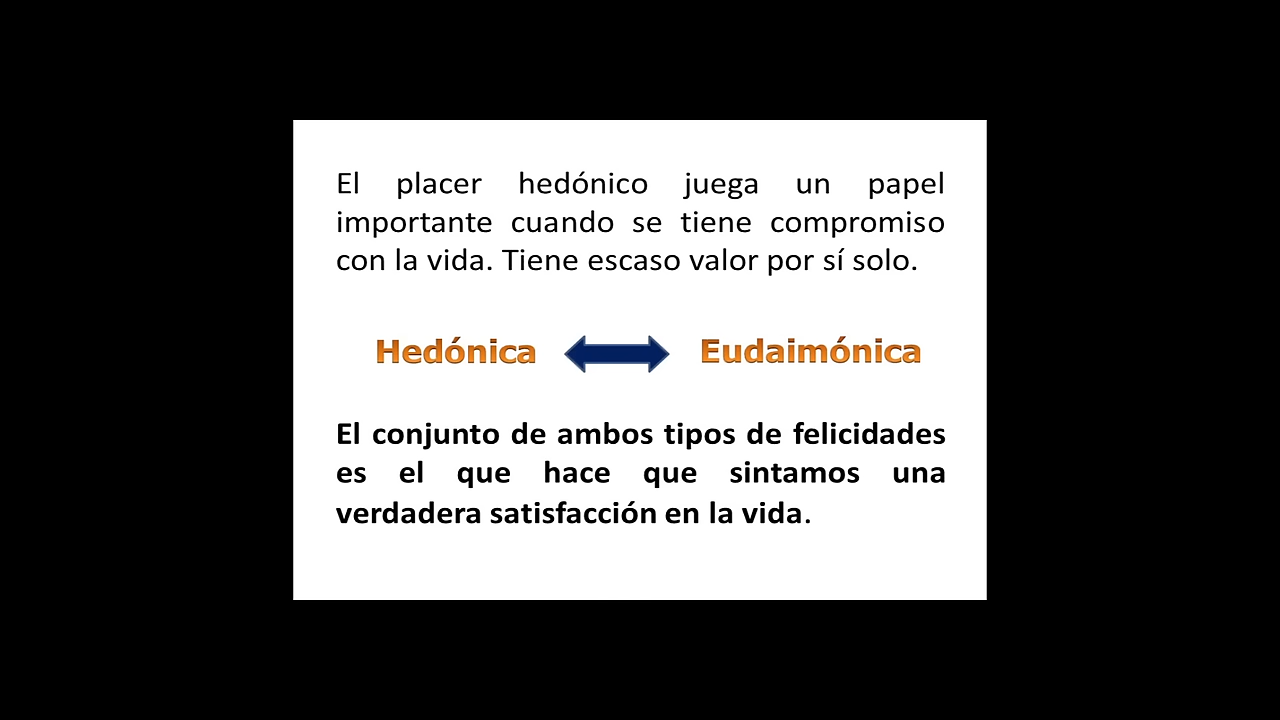 El placer hedónico juega un papel
importante cuando se tiene compromiso
con la vida. Tiene escaso valor por sí solo.
Hedónica Eudaimónica
El conjunto de ambos tipos de felicidades
es el que hace que sintamos una
verdadera satisfacción en la vida.